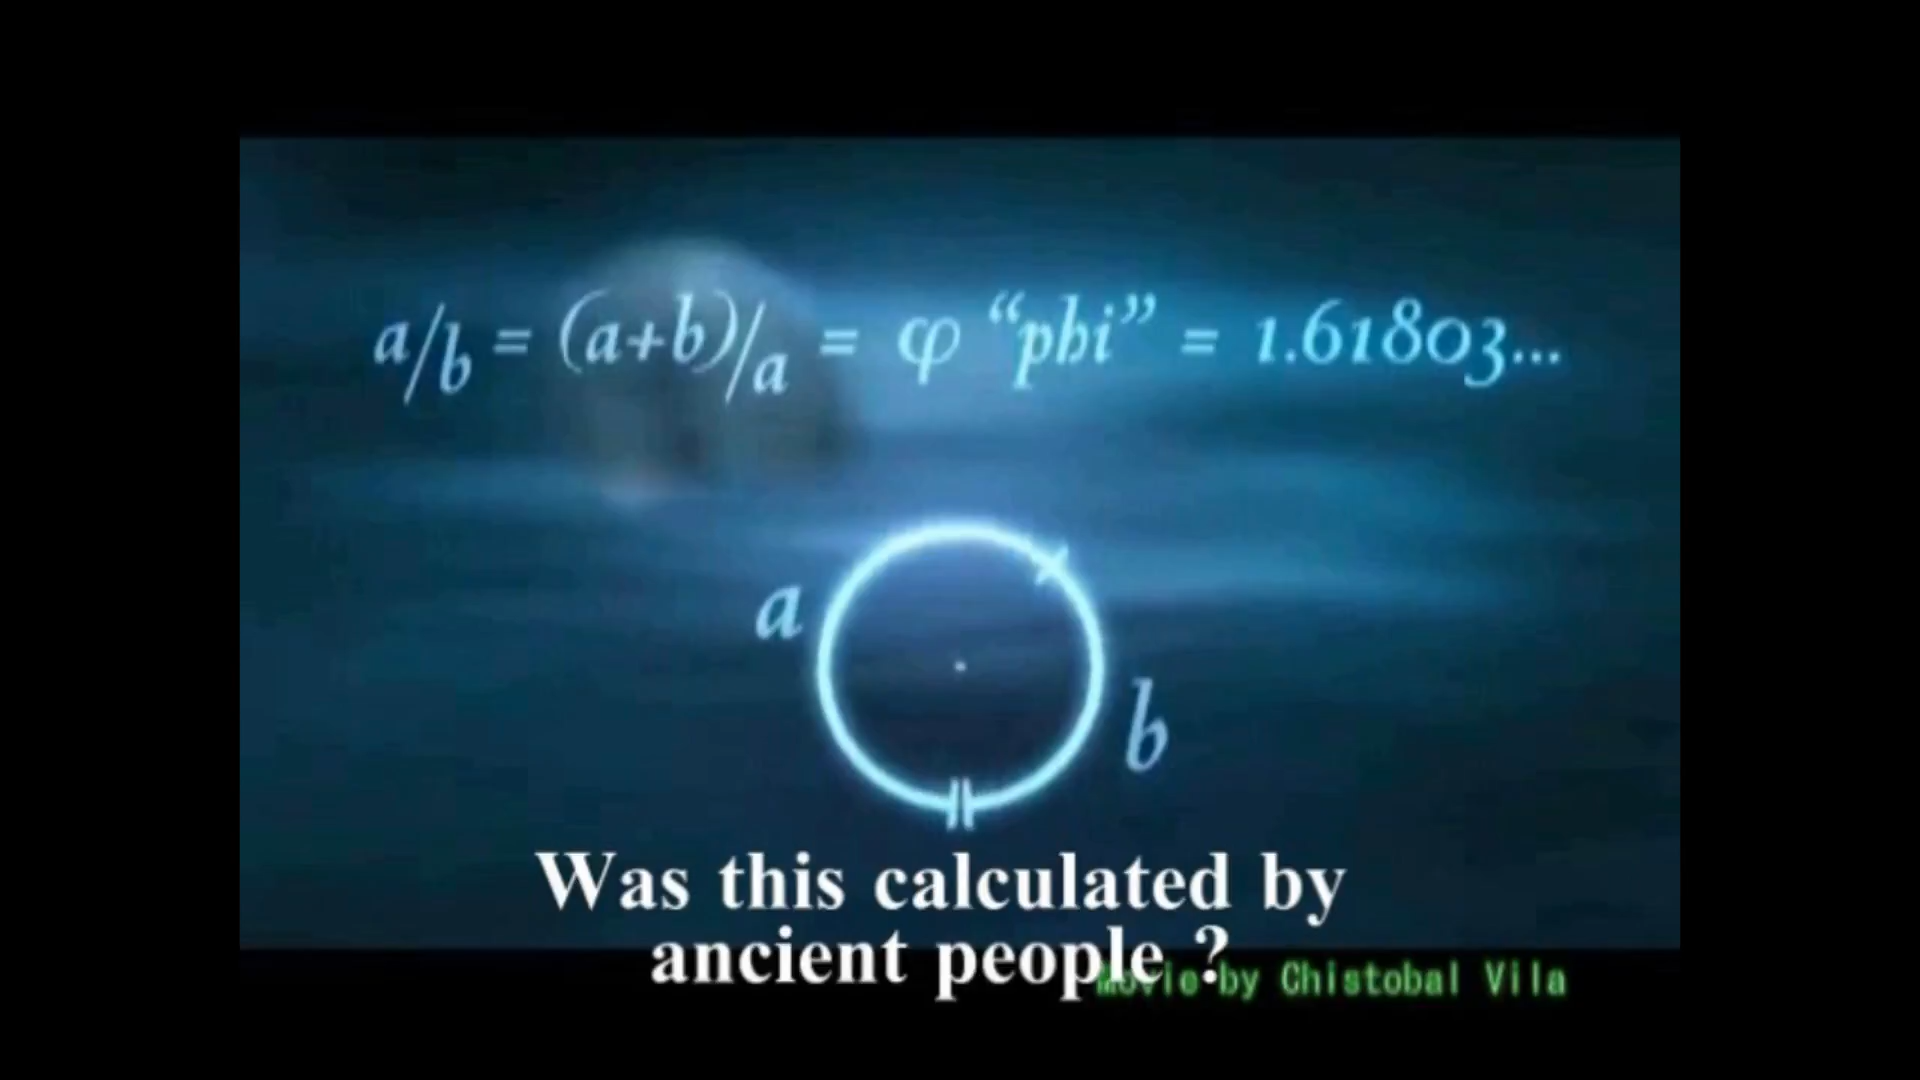 a/b = (a+b)/a = φ “phi” = 1.61803...
a
b
Was this calculated by
ancient people ?
Movie by Chistobal Vila